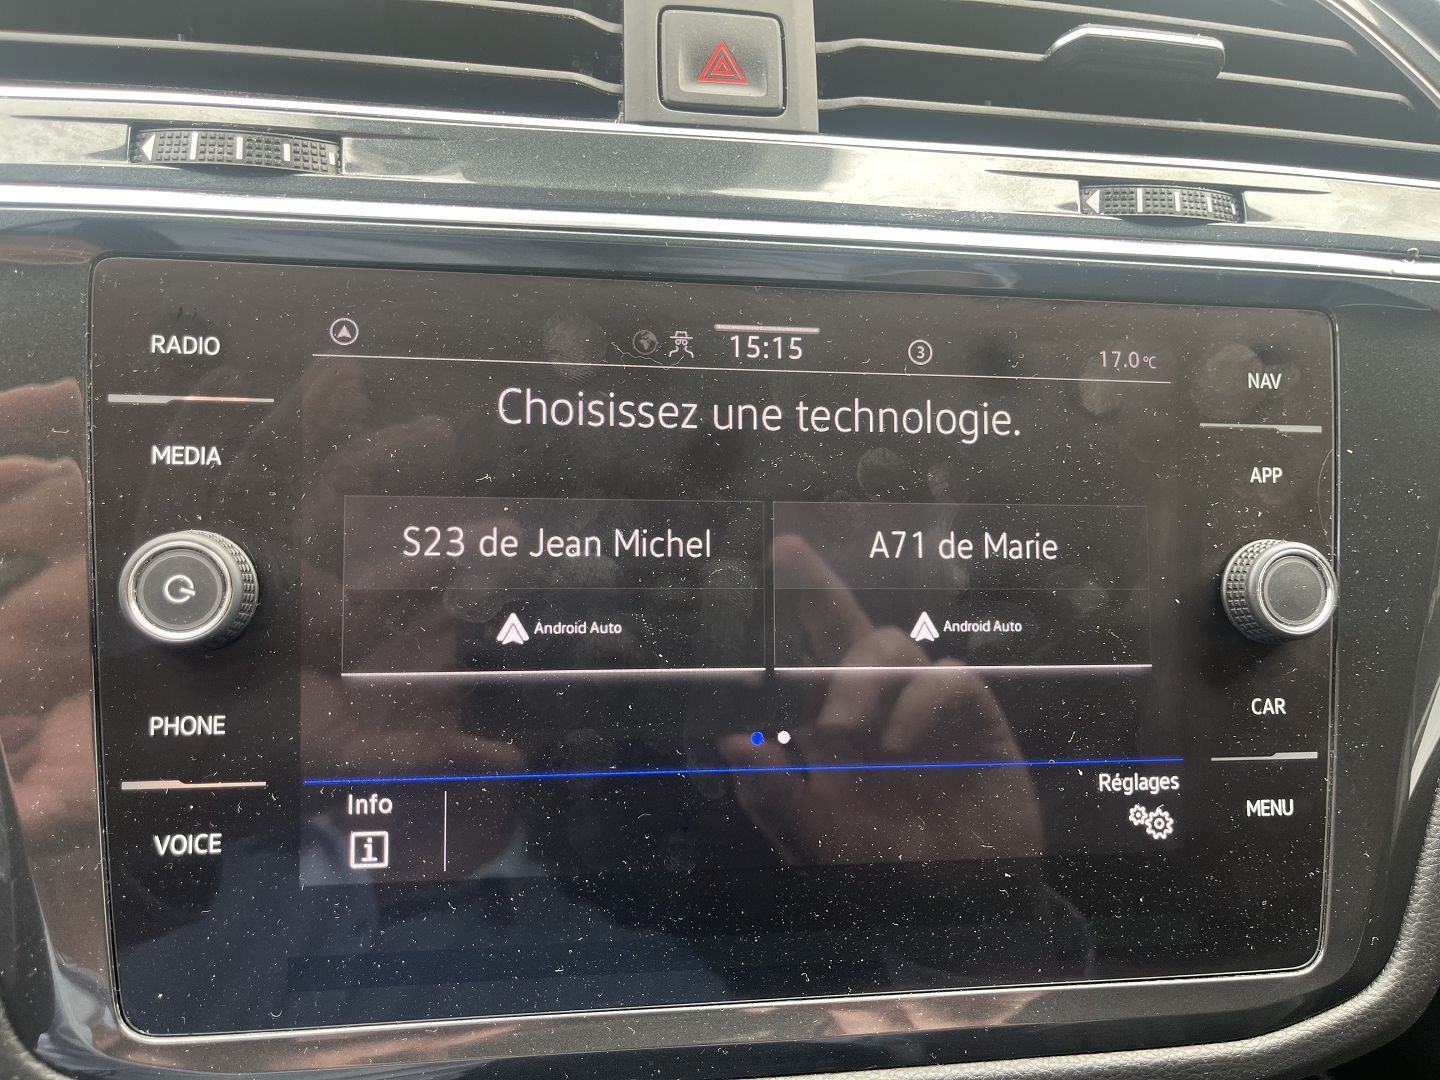 RADIO
MEDIA
PHONE
VOICE
15:15
3
17.0 °C
Choisissez une technologie.
S23 de Jean Michel
Android Auto
A71 de Marie
Android Auto
Info
i
Réglages
NAV
APP
CAR
MENU